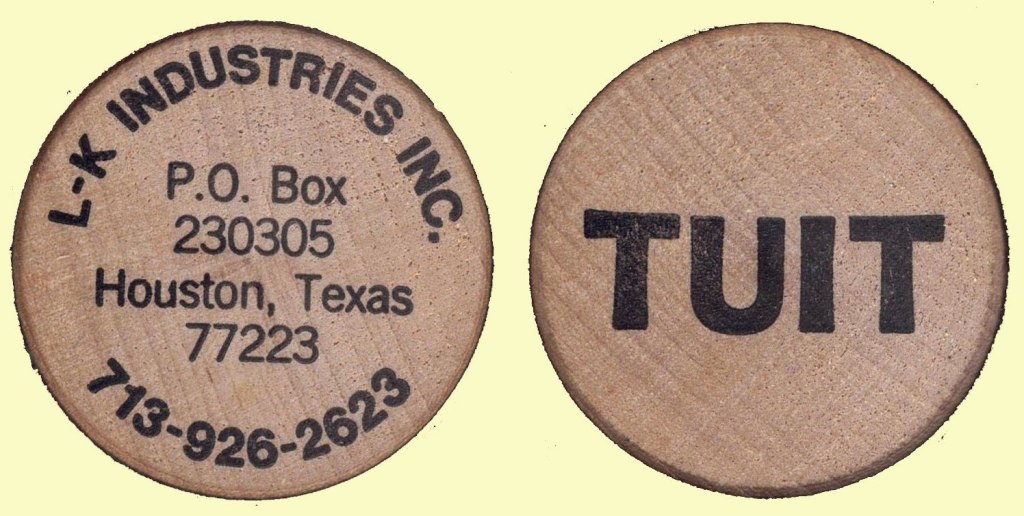 L-K INDUSTRIES INC.
P.O. Box
230305
Houston, Texas
77223
713-926-2623
TUIT